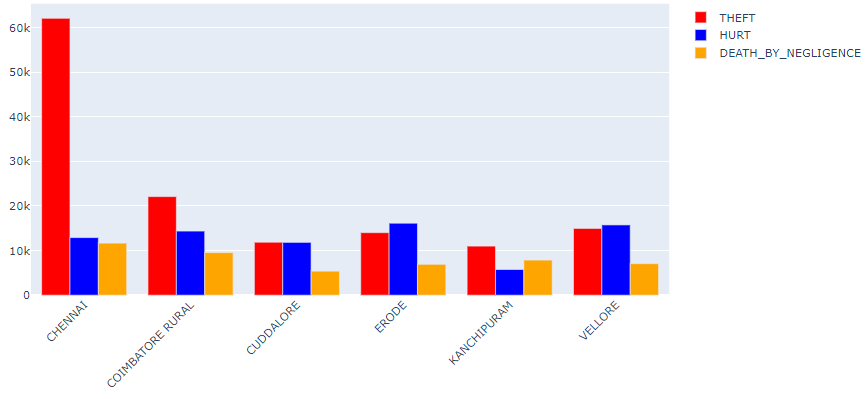 60k
50k
40k
30k
20k
10k
0
CHENNAI
COIMBATORE RURAL
CUDDALORE
ERODE
KANCHIPURAM
VELLORE
THEFT
HURT
DEATH_BY_NEGLIGENCE